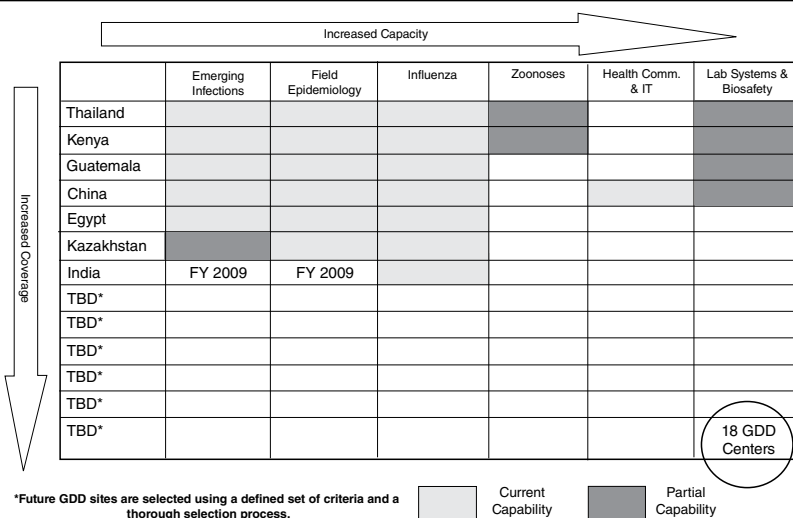 Increased Capacity
Emerging
Infections
Field
Epidemiology
Influenza
Zoonoses
Health Comm.
& IT
Lab Systems &
Biosafety
Increased Coverage
Thailand
Kenya
Guatemala
China
Egypt
Kazakhstan
India FY 2009 FY 2009
TBD*
TBD*
TBD*
TBD*
TBD*
TBD*
18 GDD
Centers
*Future GDD sites are selected using a defined set of criteria and a
thorough selection process.
Current
Capability
Partial
Capability